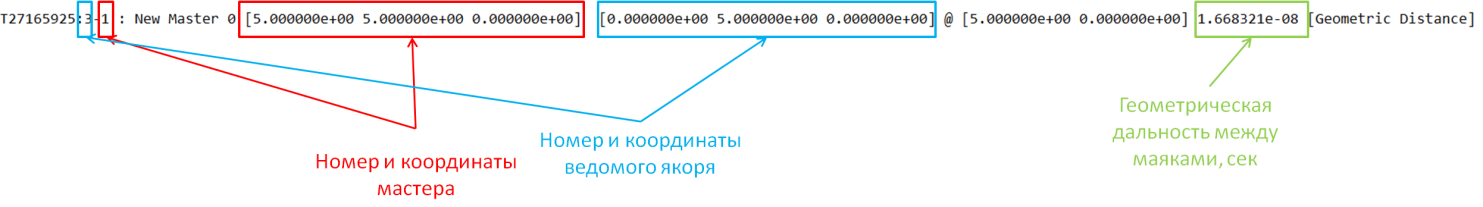 T27165925:3-1 : New Master 0 [5.000000e+00 5.000000e+00 0.000000e+00] [0.000000e+00 5.000000e+00 0.000000e+00] @ [5.000000e+00 0.000000e+00] 1.668321e-08 [Geometric Distance]
Номер и координаты
мастера
Номер и координаты
ведомого якоря
Геометрическая
дальность между
маяками, сек